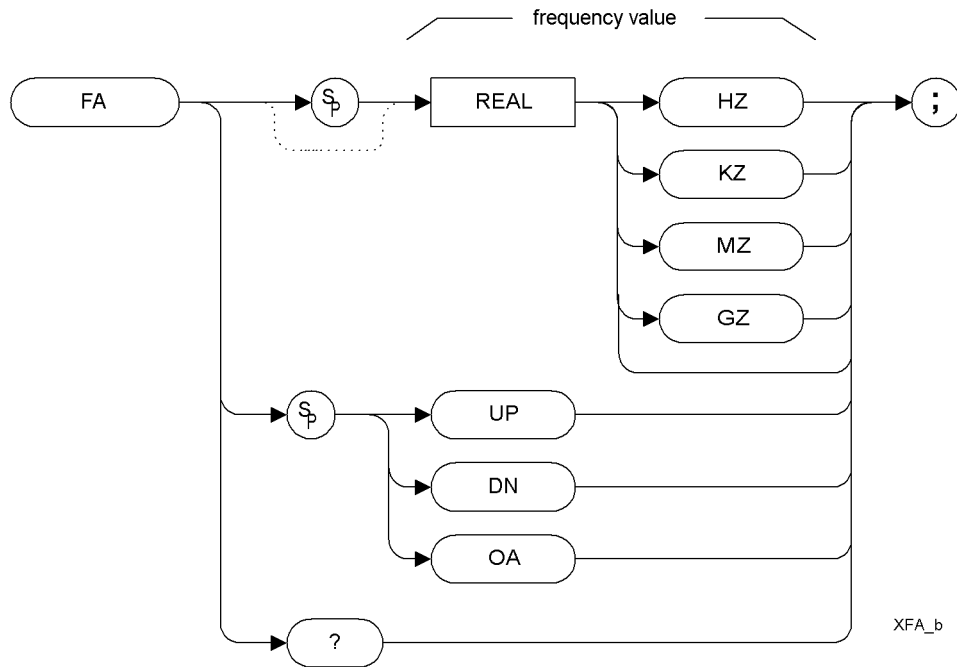 frequency value
FA
SP
REAL
HZ
;
KZ
MZ
GZ
SP
UP
DN
OA
?
XFA_b